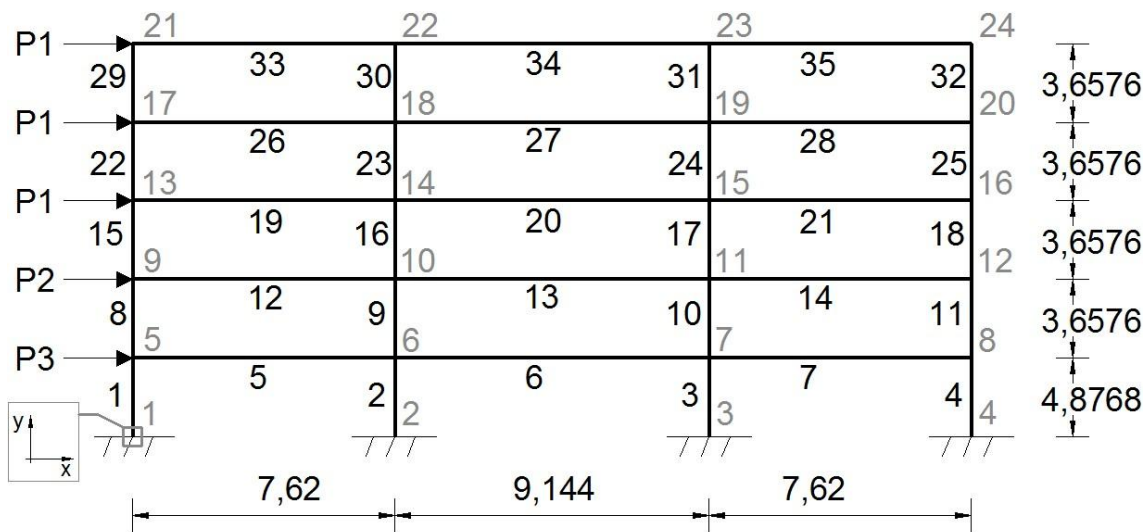 21 22 23 24
P1
29 33 30 34 31 35 32 3,6576
17 18 19 20
P1
22 26 23 27 24 28 25 3,6576
13 14 15 16
P1
15 19 16 20 17 21 18 3,6576
9 10 11 12
P2
8 12 9 13 10 14 11 3,6576
5 6 7 8
P3
1 5 2 6 3 7 4 4,8768
1 2 3 4
y
x
7,62 9,144 7,62